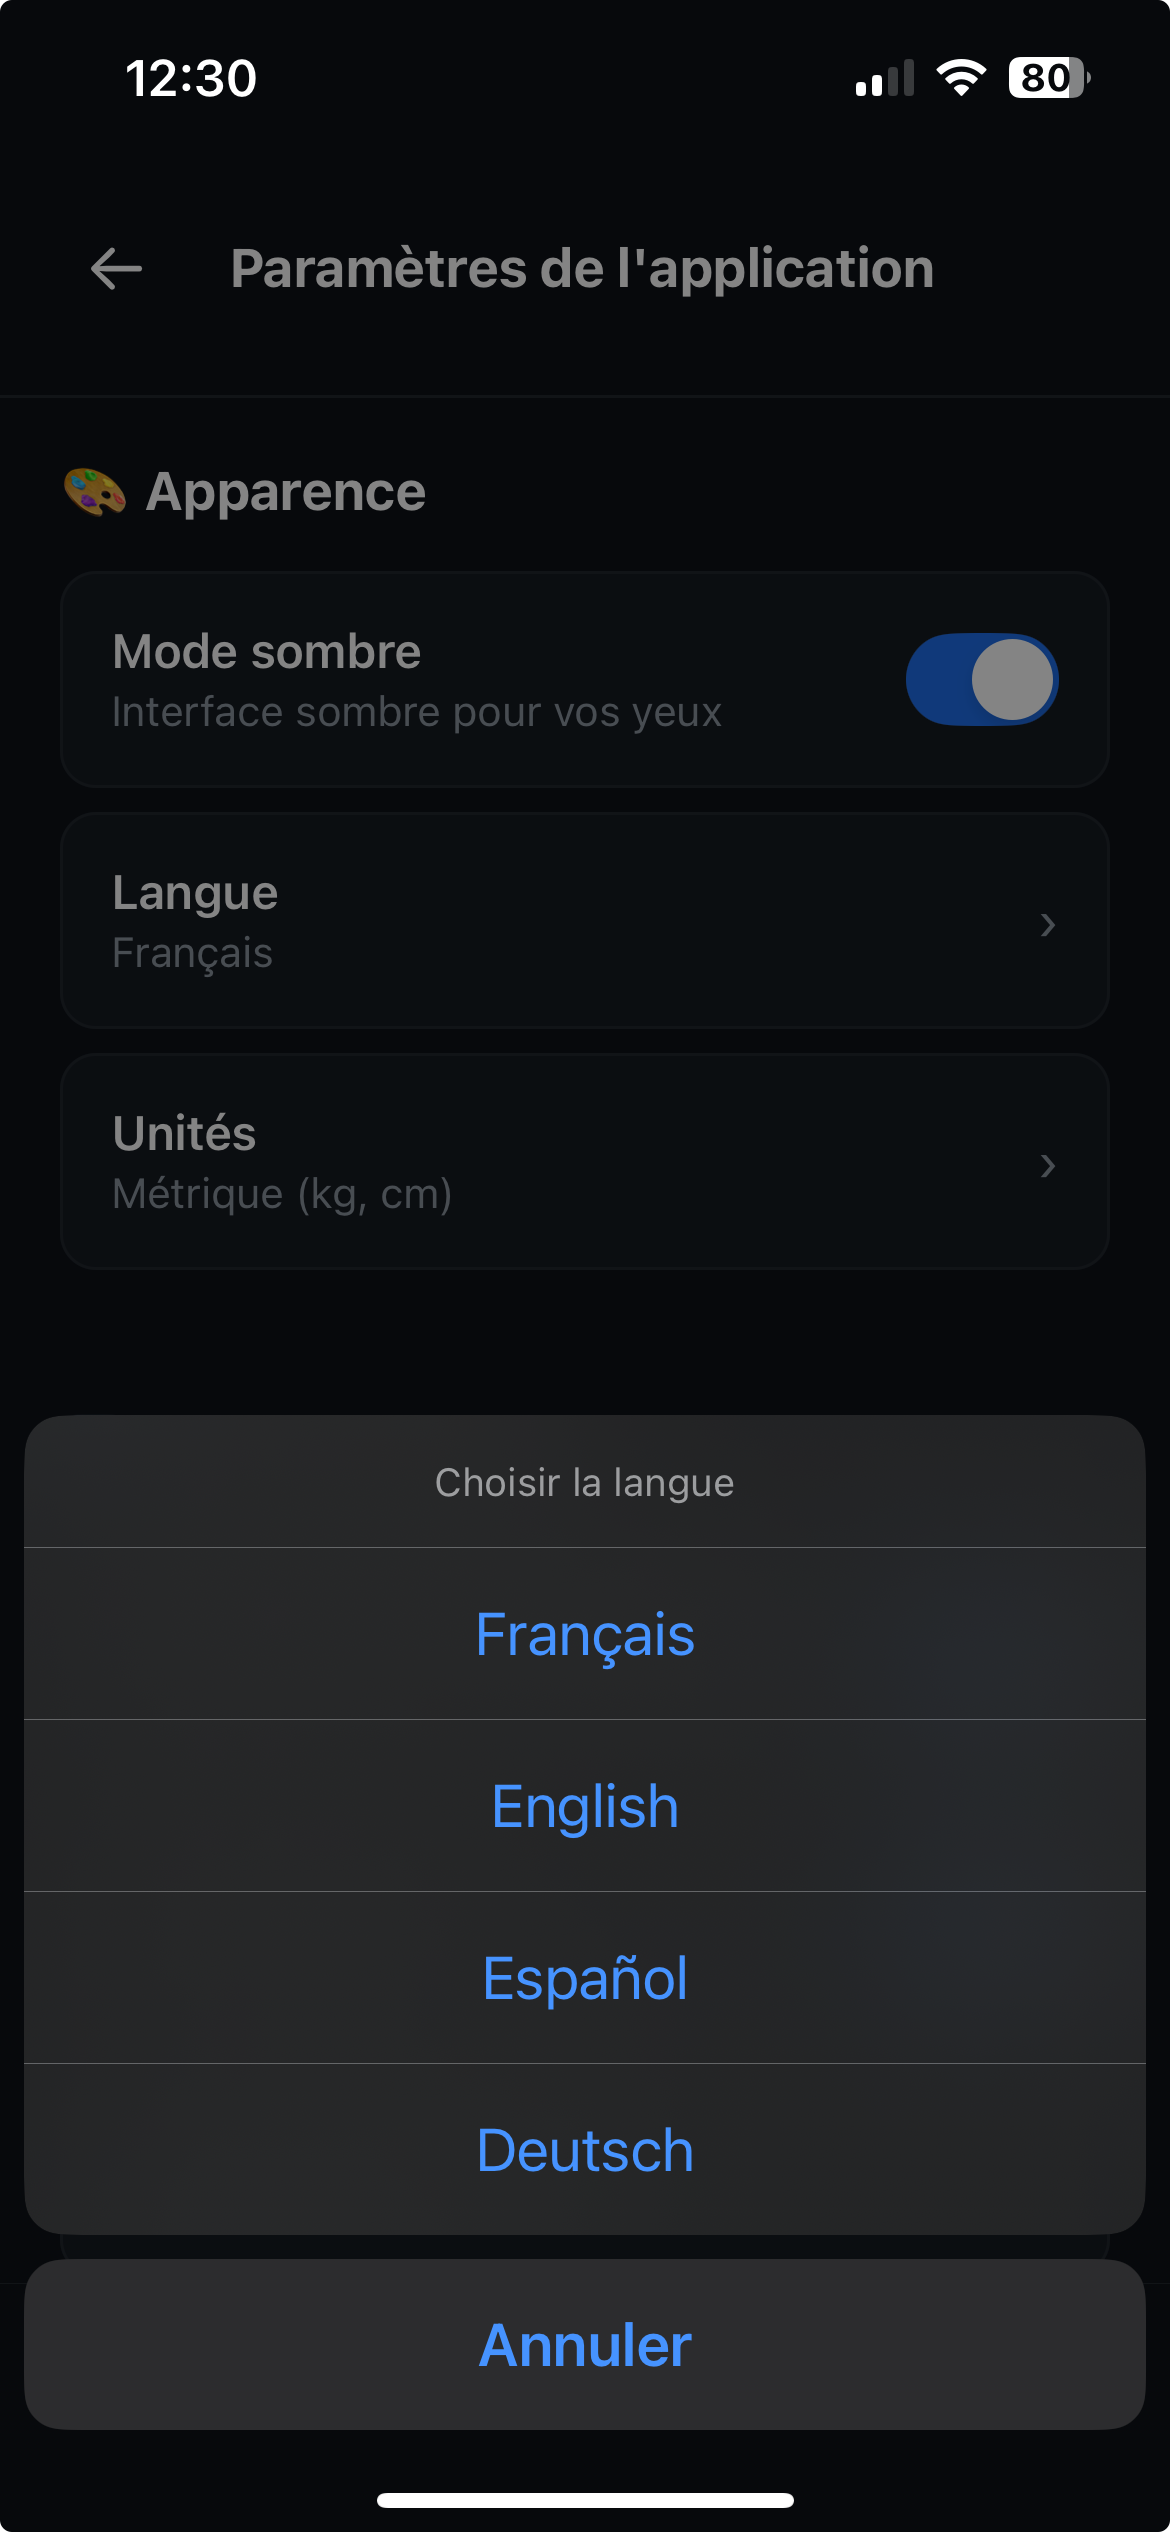 12:30
80
Paramètres de l'application
Apparence
Mode sombre
Interface sombre pour vos yeux
Langue
Français
Unités
Métrique (kg, cm)
Choisir la langue
Français
English
Español
Deutsch
Annuler